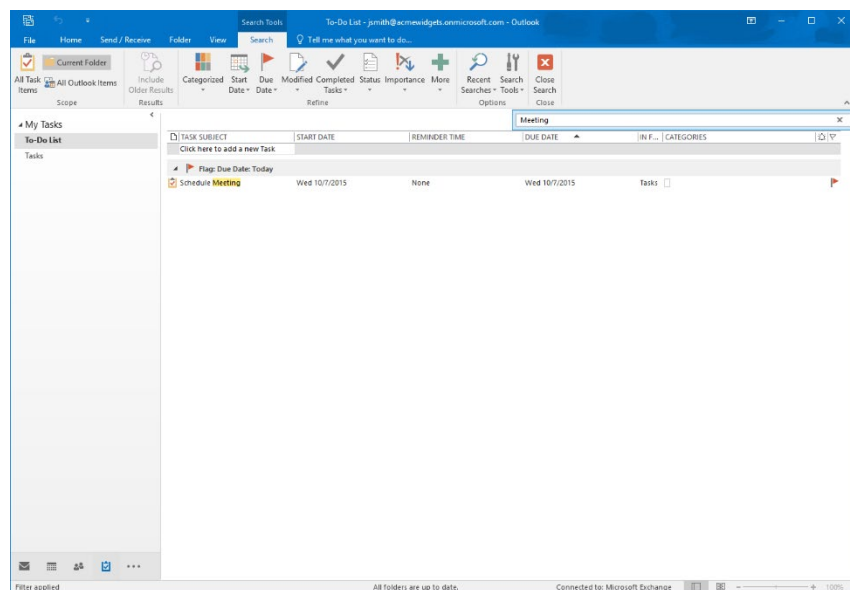 Search Tools
To-Do List - jsmith@acmewidgets.onmicrosoft.com - Outlook
File Home Send / Receive Folder View Search Tell me what you want to do...
All Task Items
Current Folder
All Outlook Items
Include Older Results
Categorized
Start Date
Due Date
Modified
Completed Tasks
Status
Importance
More
Recent Searches
Search Tools
Close Search
Scope Results Refine Options Close
My Tasks
To-Do List
Tasks
Meeting
TASK SUBJECT START DATE REMINDER TIME DUE DATE IN F... CATEGORIES
Click here to add a new Task
Flag: Due Date: Today
Schedule Meeting Wed 10/7/2015 None Wed 10/7/2015 Tasks
Filter applied All folders are up to date. Connected to: Microsoft Exchange 100%